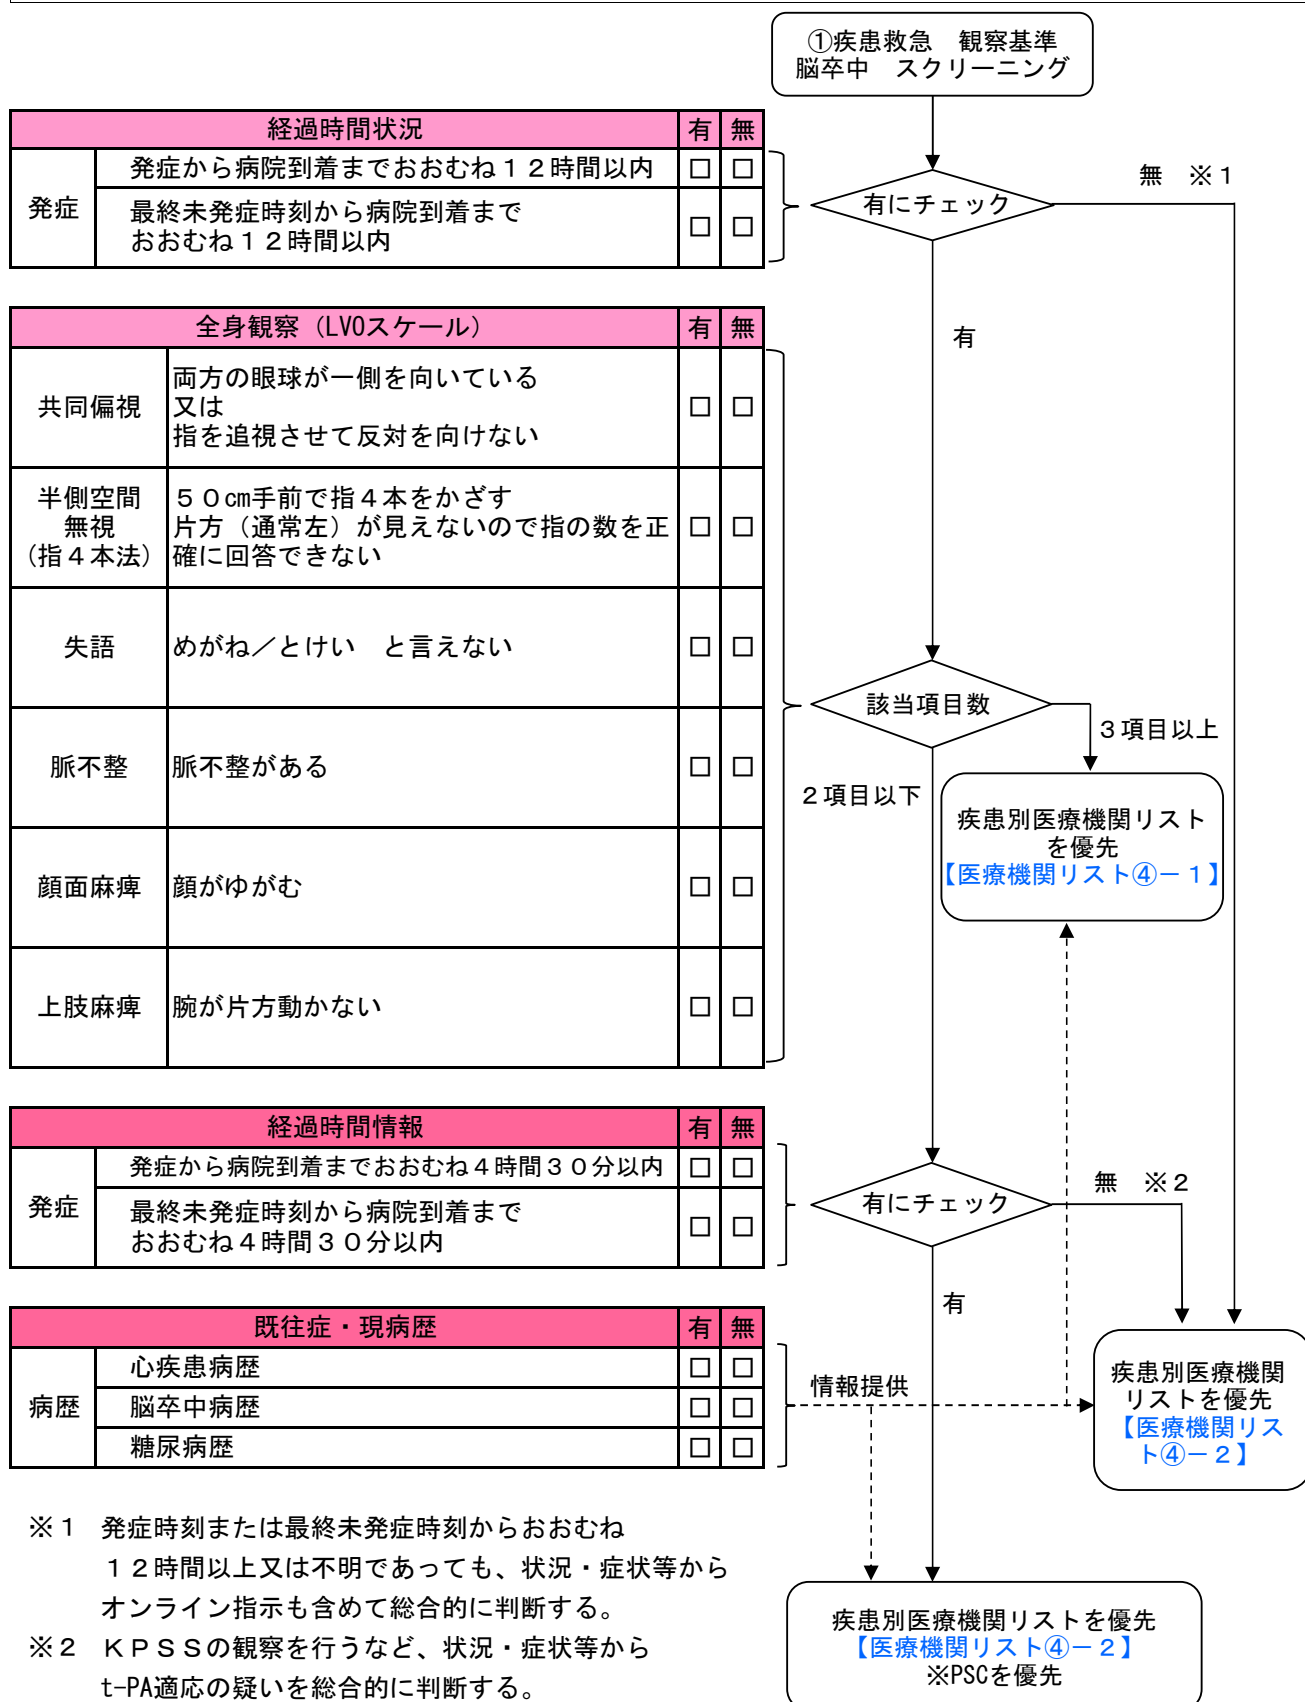 ①疾患救急　観察基準
脳卒中　スクリーニング
経過時間状況 有 無
発症
発症から病院到着までおおむね１２時間以内 □ □
最終未発症時刻から病院到着まで
おおむね１２時間以内 □ □
有にチェック
無　※１
有
全身観察（LVOスケール） 有 無
共同偏視
両方の眼球が一側を向いている
又は
指を追視させて反対を向けない
□ □
半側空間
無視
(指４本法)
５０㎝手前で指４本をかざす
片方（通常左）が見えないので指の数を正
確に回答できない
□ □
失語 めがね／とけい　と言えない □ □
脈不整 脈不整がある □ □
顔面麻痺 顔がゆがむ □ □
上肢麻痺 腕が片方動かない □ □
該当項目数
３項目以上
２項目以下
疾患別医療機関リスト
を優先
【医療機関リスト④－１】
経過時間情報 有 無
発症
発症から病院到着までおおむね４時間３０分以内 □ □
最終未発症時刻から病院到着まで
おおむね４時間３０分以内 □ □
有にチェック
無　※２
有
既往症・現病歴 有 無
病歴
心疾患病歴 □ □
脳卒中病歴 □ □
糖尿病歴 □ □
情報提供
疾患別医療機関
リストを優先
【医療機関リス
ト④－２】
※１　発症時刻または最終未発症時刻からおおむね
１２時間以上又は不明であっても、状況・症状等から
オンライン指示も含めて総合的に判断する。
※２　ＫＰＳＳの観察を行うなど、状況・症状等から
t-PA適応の疑いを総合的に判断する。
疾患別医療機関リストを優先
【医療機関リスト④－２】
※PSCを優先